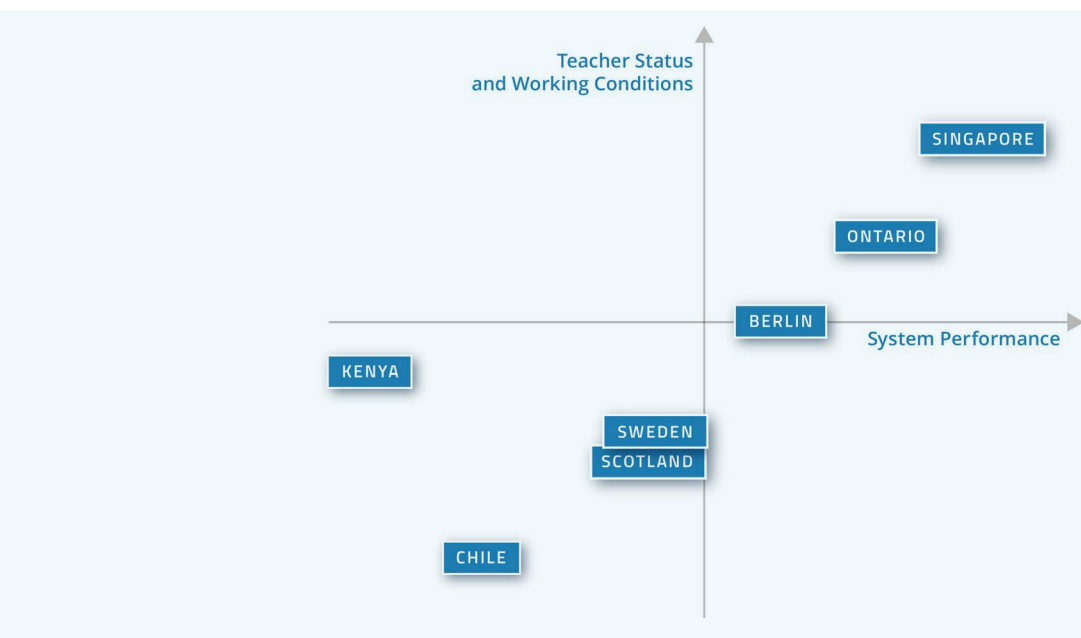 Teacher Status
and Working Conditions
SINGAPORE
ONTARIO
BERLIN
System Performance
KENYA
SWEDEN
SCOTLAND
CHILE